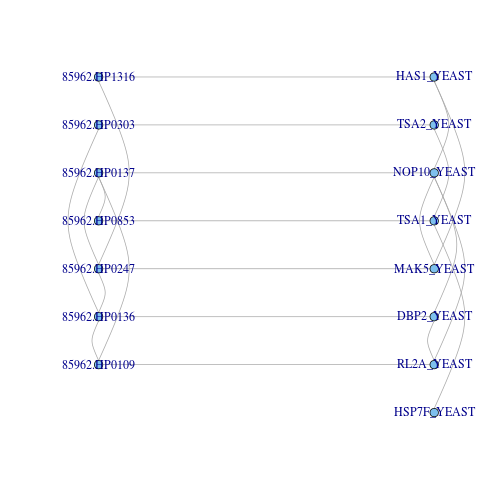 85962.HP1316 HAS1_YEAST
85962.HP0303 TSA2_YEAST
85962.HP0137 NOP10_YEAST
85962.HP0853 TSA1_YEAST
85962.HP0247 MAK5_YEAST
85962.HP0136 DBP2_YEAST
85962.HP0109 RL2A_YEAST
HSP7F_YEAST